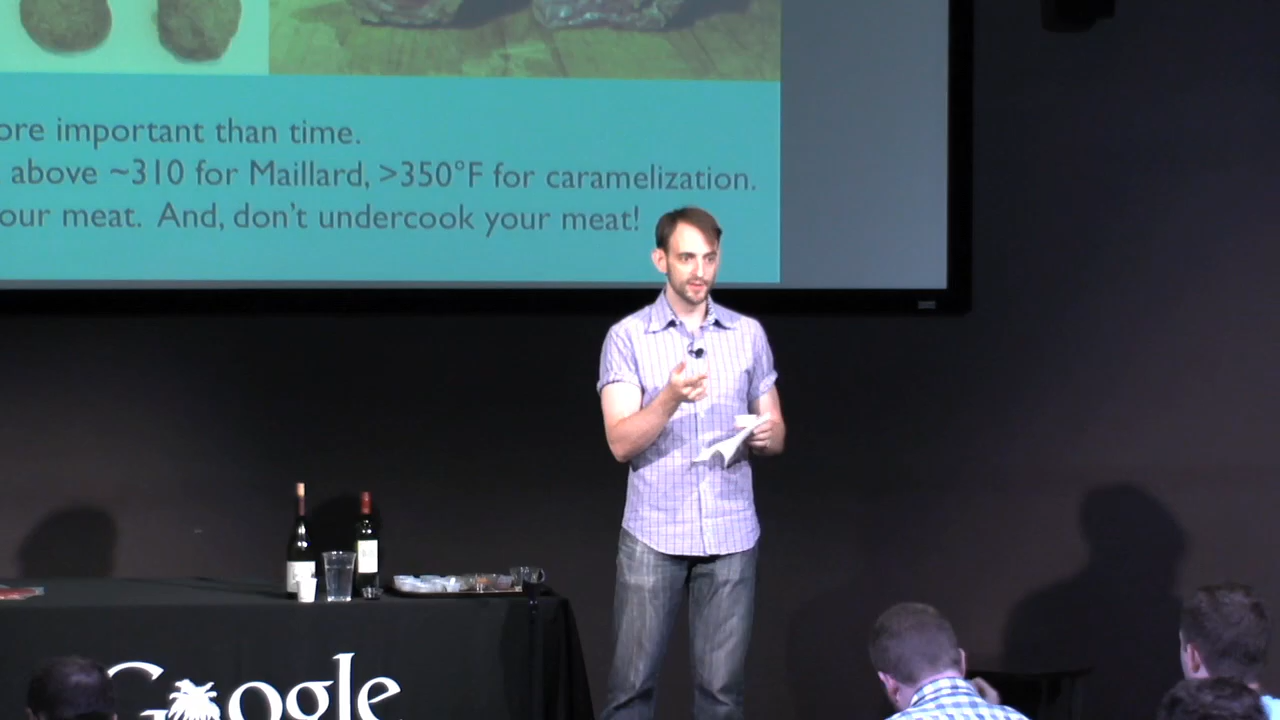 ore important than time.
above ~310 for Maillard, >350°F for caramelization.
our meat. And, don't undercook your meat!
Google